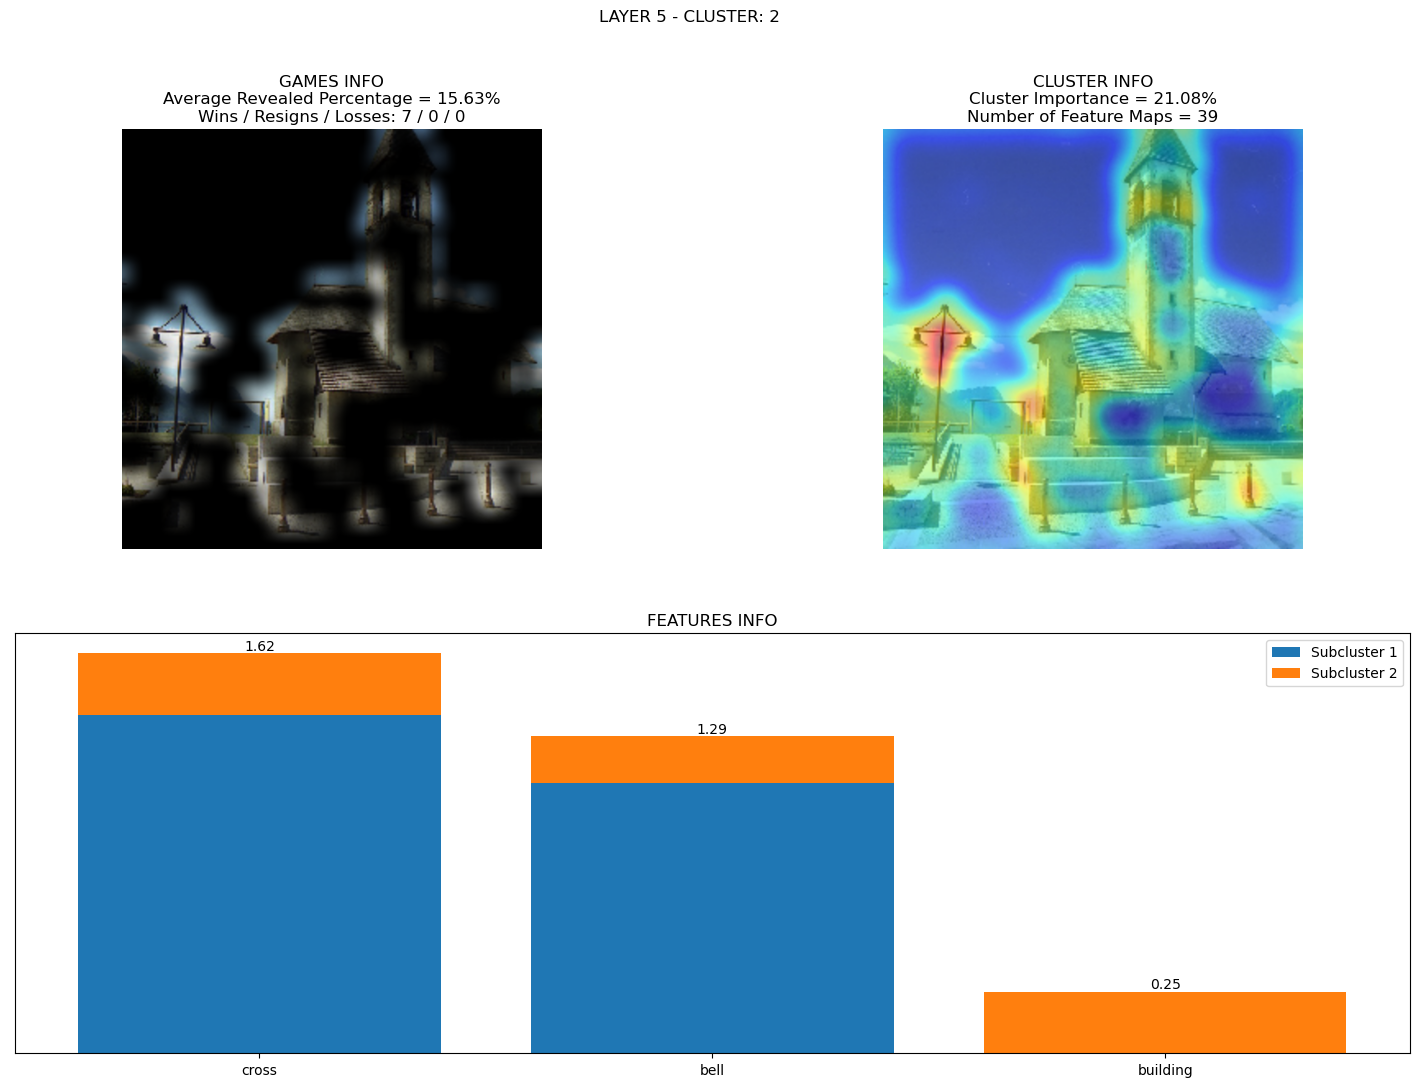 LAYER 5 - CLUSTER: 2
GAMES INFO
Average Revealed Percentage = 15.63%
Wins / Resigns / Losses: 7 / 0 / 0
CLUSTER INFO
Cluster Importance = 21.08%
Number of Feature Maps = 39
FEATURES INFO
1.62
1.29
0.25
Subcluster 1
Subcluster 2
cross
bell
building